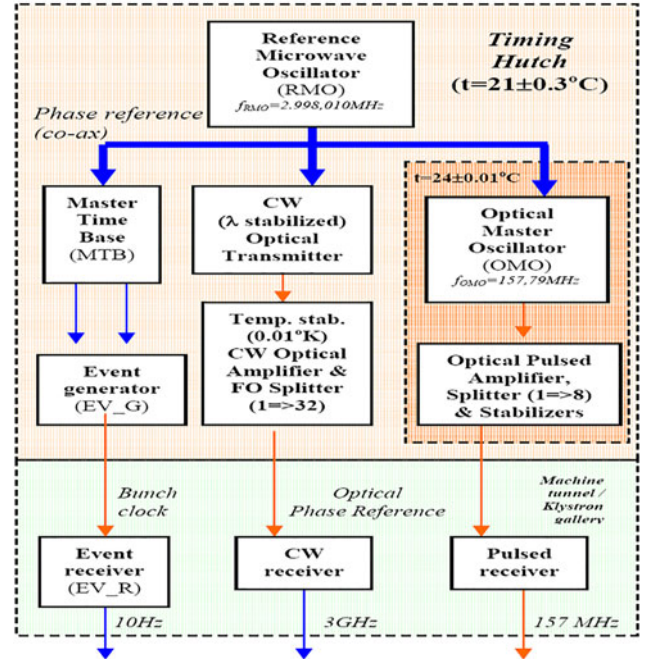 Reference
Microwave
Oscillator
(RMO)
fRMO=2.998,010MHz
Timing
Hutch
(t=21±0.3°C)
Phase reference
(co-ax)
Master
Time
Base
(MTB)
CW
(λ stabilized)
Optical
Transmitter
t=24±0.01°C
Optical
Master
Oscillator
(OMO)
fOMO=157,79MHz
Event
generator
(EV_G)
Temp. stab.
(0.01°K)
CW Optical
Amplifier &
FO Splitter
(1=>32)
Optical Pulsed
Amplifier,
Splitter (1=>8)
& Stabilizers
Bunch
clock
Optical
Phase Reference
Machine
tunnel /
Klystron
gallery
Event
receiver
(EV_R)
CW
receiver
Pulsed
receiver
10Hz
3GHz
157 MHz